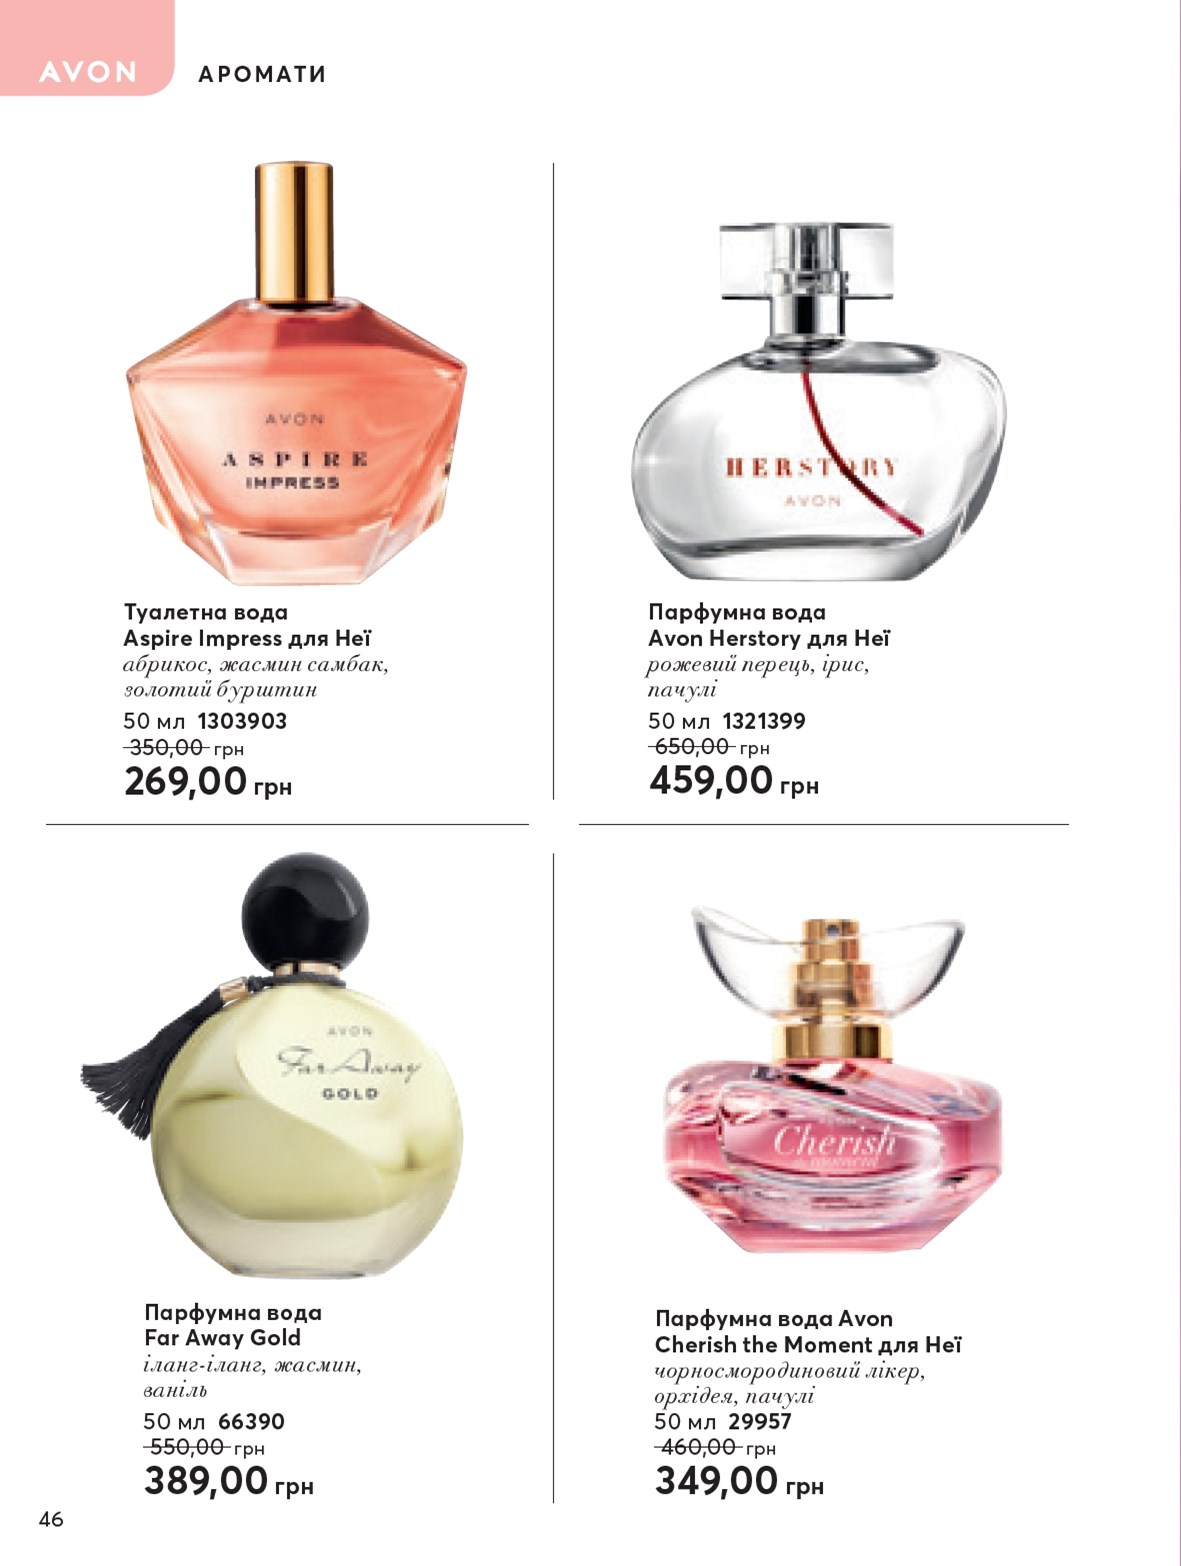 AVON
АРОМАТИ
AVON
ASPIRE
IMPRESS
HERSTORY
AVON
Туалетна вода
Aspire Impress для Неї
абрикос, жасмин самбак,
золотий бурштин
50 мл 1303903
350,00 грн
269,00 грн
Парфумна вода
Avon Herstory для Неї
рожевий перець, ірис,
пачулі
50 мл 1321399
650,00 грн
459,00 грн
AVON
Far Away
GOLD
Cherish
moment
Парфумна вода
Far Away Gold
іланг-іланг, жасмин,
ваніль
50 мл 66390
550,00 грн
389,00 грн
Парфумна вода Avon
Cherish the Moment для Неї
чорносмородиновий лікер,
орхідея, пачулі
50 мл 29957
460,00 грн
349,00 грн
46